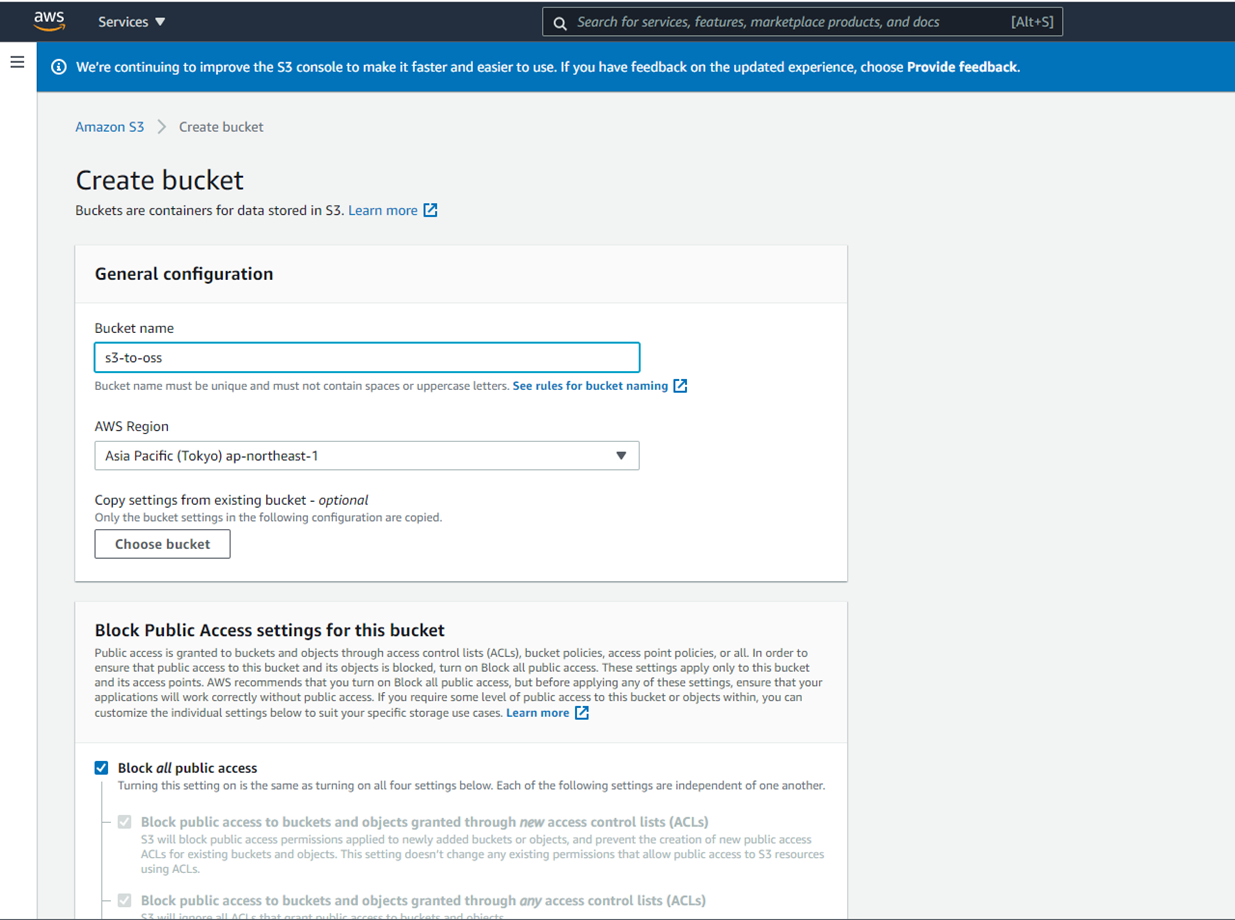 aws Services ▼ Search for services, features, marketplace products, and docs [Alt+S]
We're continuing to improve the S3 console to make it faster and easier to use. If you have feedback on the updated experience, choose Provide feedback.
Amazon S3 > Create bucket
Create bucket
Buckets are containers for data stored in S3. Learn more
General configuration
Bucket name
s3-to-oss
Bucket name must be unique and must not contain spaces or uppercase letters. See rules for bucket naming
AWS Region
Asia Pacific (Tokyo) ap-northeast-1
Copy settings from existing bucket - optional
Only the bucket settings in the following configuration are copied.
Choose bucket
Block Public Access settings for this bucket
Public access is granted to buckets and objects through access control lists (ACLs), bucket policies, access point policies, or all. In order to
ensure that public access to this bucket and its objects is blocked, turn on Block all public access. These settings apply only to this bucket
and its access points. AWS recommends that you turn on Block all public access, but before applying any of these settings, ensure that your
applications will work correctly without public access. If you require some level of public access to this bucket or objects within, you can
customize the individual settings below to suit your specific storage use cases. Learn more
Block all public access
Turning this setting on is the same as turning on all four settings below. Each of the following settings are independent of one another.
Block public access to buckets and objects granted through new access control lists (ACLs)
S3 will block public access permissions applied to newly added buckets or objects, and prevent the creation of new public access
ACLs for existing buckets and objects. This setting doesn't change any existing permissions that allow public access to S3 resources
using ACLs.
Block public access to buckets and objects granted through any access control lists (ACLs)
S3 will ignore all ACLs that grant public access to buckets and objects.